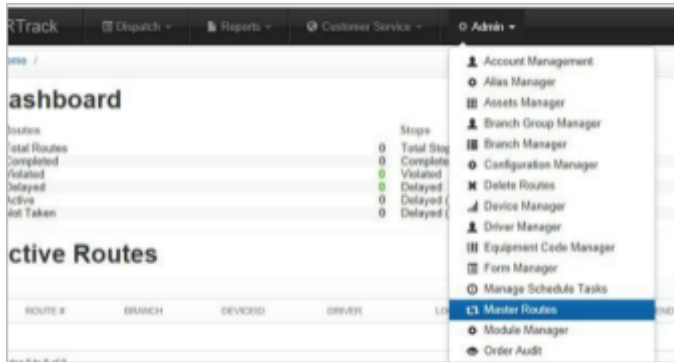 RTrack Dispatch Reports Customer Service Admin
ome /
ashboard
Routes
Total Routes 0
Completed 0
Violated 0
Delayed 0
Active 0
Not Taken 0
Stops
Total Stop
Complete
Violated
Delayed
Delayed (
Delayed (
Account Management
Alias Manager
Assets Manager
Branch Group Manager
Branch Manager
Configuration Manager
Delete Routes
Device Manager
Driver Manager
Equipment Code Manager
Form Manager
Manage Schedule Tasks
Master Routes
Module Manager
Order Audit
ctive Routes
ROUTE # BRANCH DEVICEID DRIVER LO END